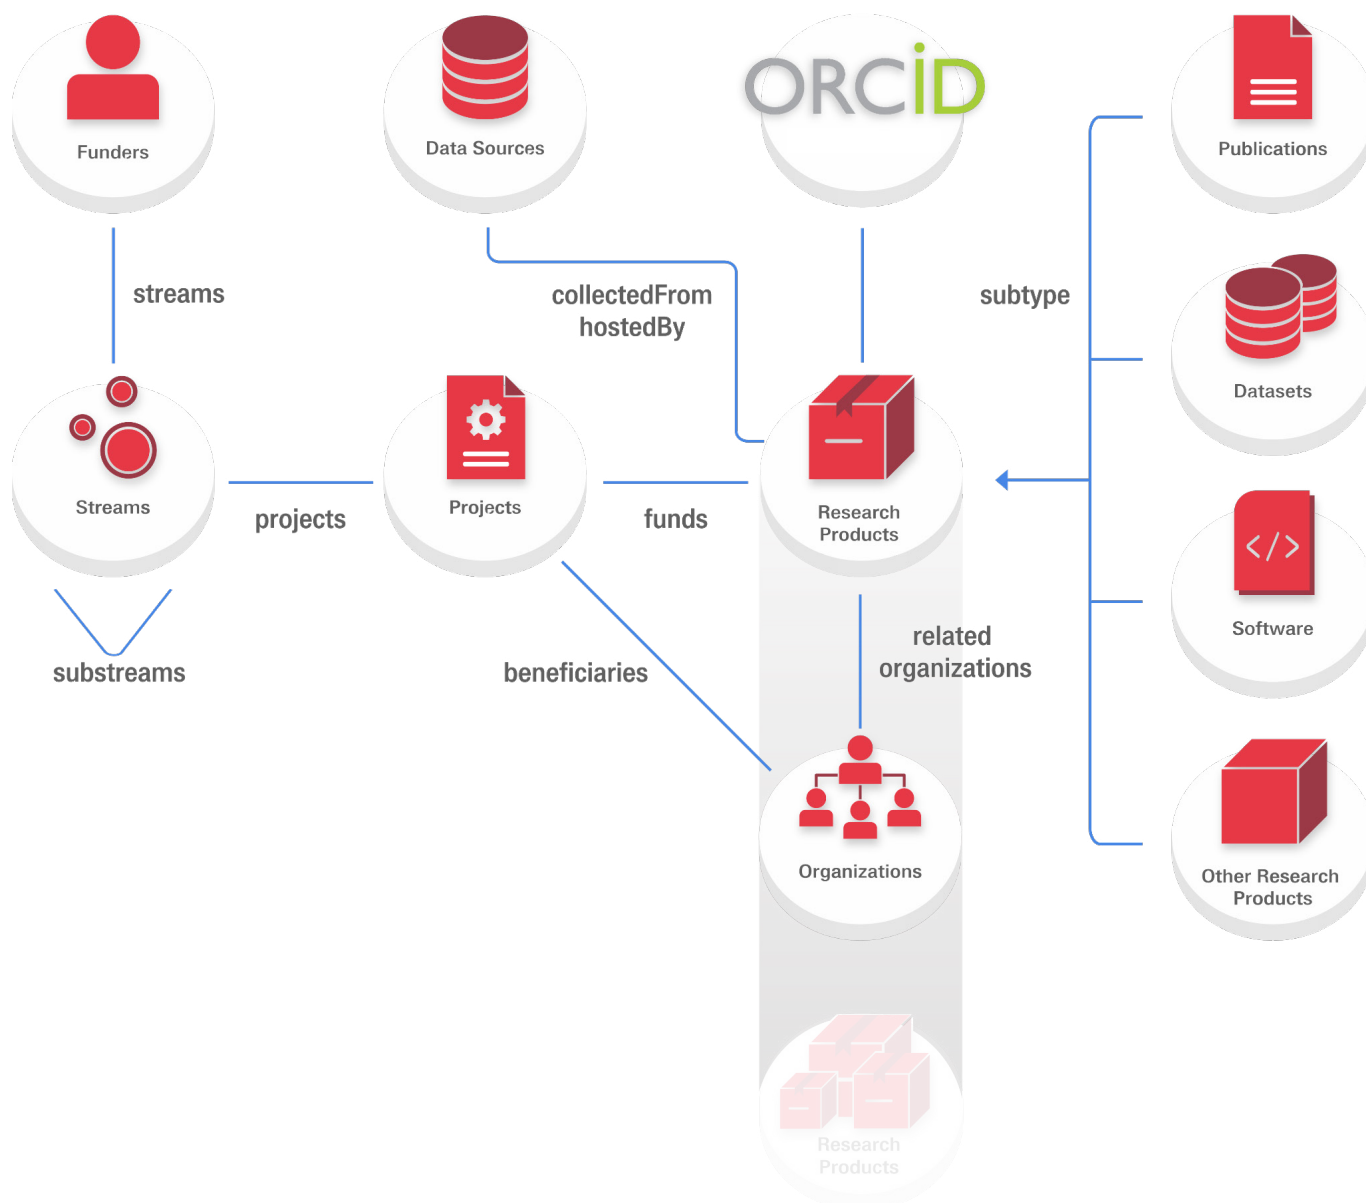 Funders
Data Sources
ORCiD
Publications
streams
collectedFrom
hostedBy
subtype
Datasets
Streams
projects
Projects
funds
Research
Products
Software
substreams
beneficiaries
related
organizations
Organizations
Other Research
Products
Research
Products